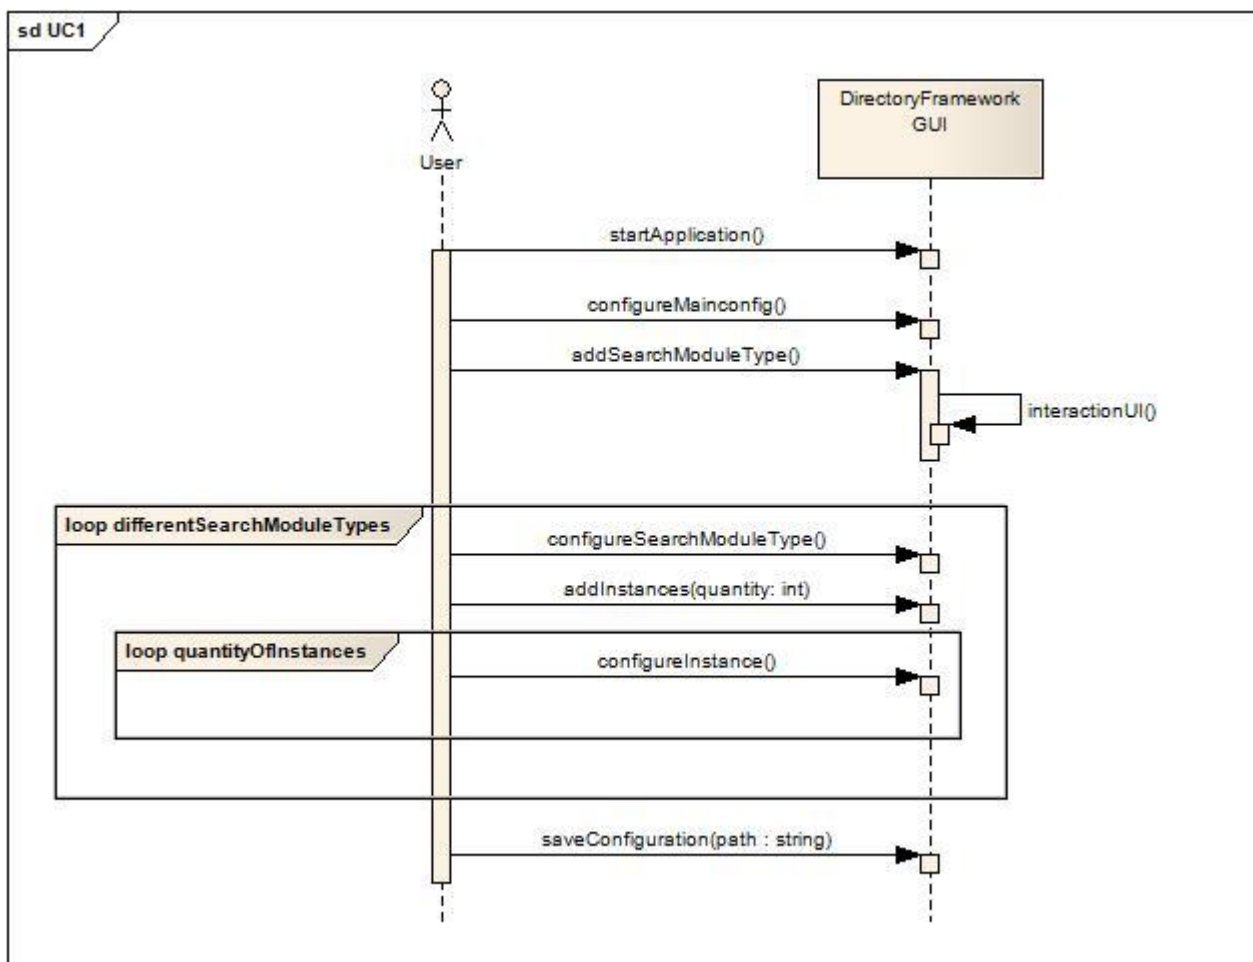 sd UC1
User
DirectoryFramework
GUI
startApplication()
configureMainconfig()
addSearchModuleType()
interactionUI()
loop differentSearchModuleTypes
configureSearchModuleType()
addInstances(quantity: int)
loop quantityOfInstances
configureInstance()
saveConfiguration(path : string)